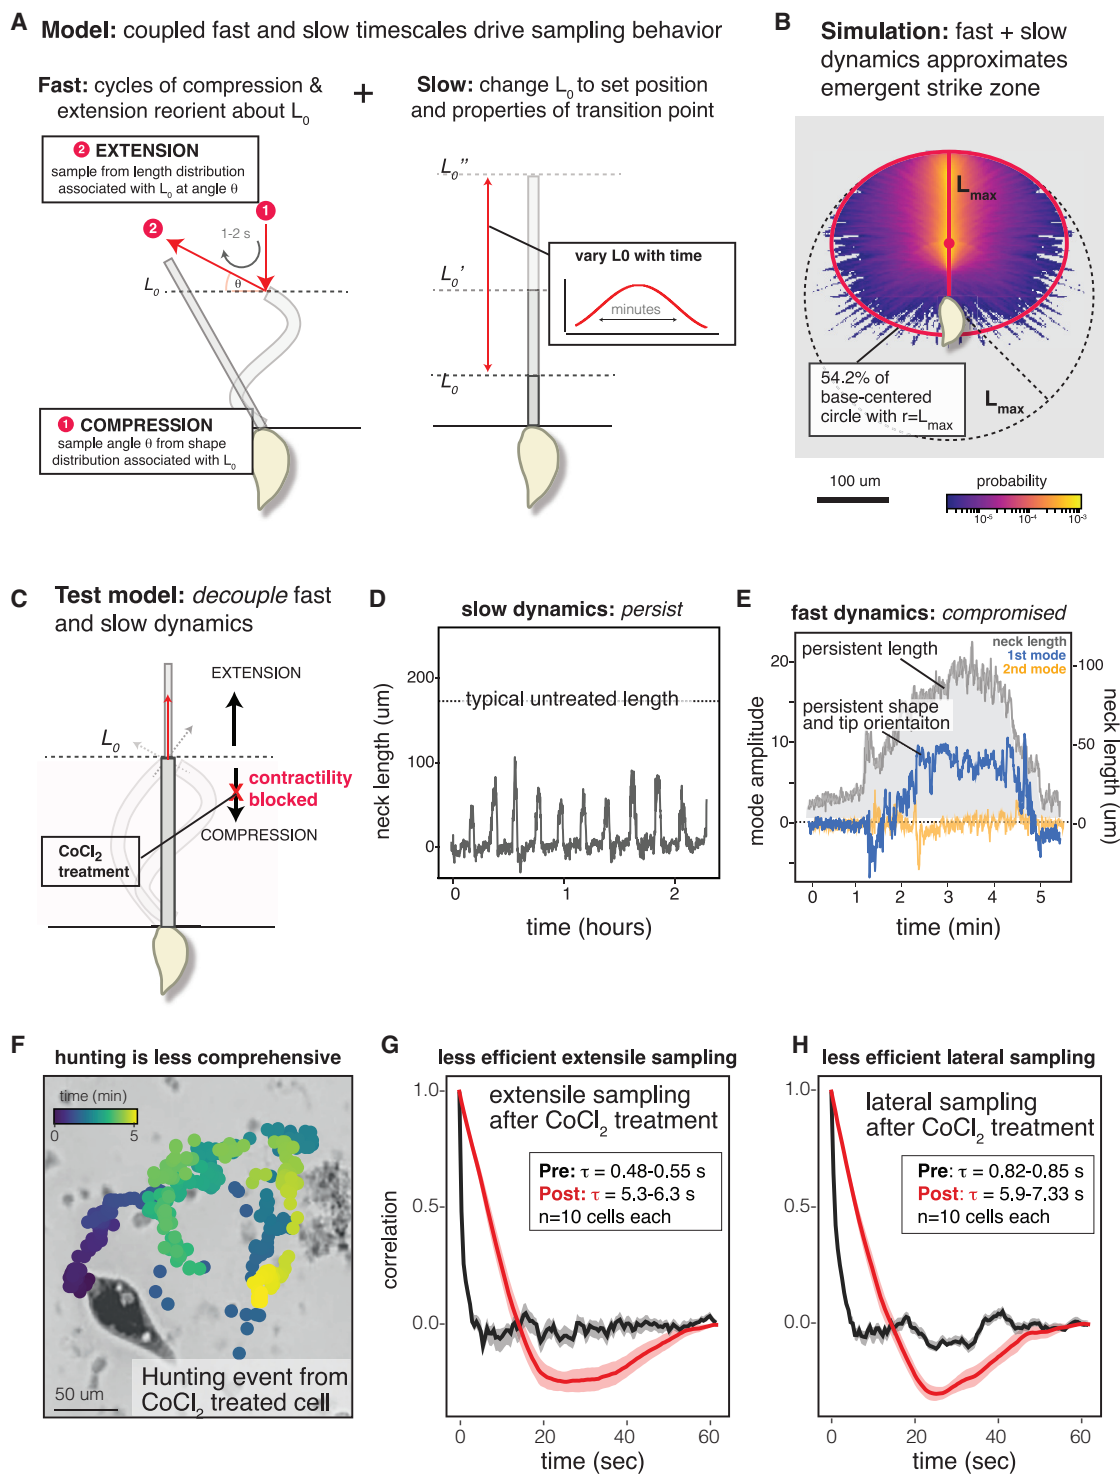 A Model: coupled fast and slow timescales drive sampling behavior
Fast: cycles of compression &
extension reorient about L0
+
Slow: change L0 to set position
and properties of transition point
2 EXTENSION
sample from length distribution
associated with L0 at angle θ
2
1
1-2 s
L0
θ
1 COMPRESSION
sample angle θ from shape
distribution associated with L0
L0''
L0'
L0
vary L0 with time
minutes
B Simulation: fast + slow
dynamics approximates
emergent strike zone
Lmax
54.2% of
base-centered
circle with r=Lmax
Lmax
100 um
probability
10-5 10-4 10-3
C Test model: decouple fast
and slow dynamics
EXTENSION
L0
contractility
blocked
COMPRESSION
CoCl2
treatment
D slow dynamics: persist
neck length (um)
200
100
0
typical untreated length
0 1 2
time (hours)
E fast dynamics: compromised
neck length
1st mode
2nd mode
persistent length
persistent shape
and tip orientaiton
mode amplitude
20
10
0
100
50
0
neck length (um)
0 1 2 3 4 5
time (min)
F hunting is less comprehensive
time (min)
0 5
Hunting event from
CoCl2 treated cell
50 um
G less efficient extensile sampling
extensile sampling
after CoCl2 treatment
Pre: τ = 0.48-0.55 s
Post: τ = 5.3-6.3 s
n=10 cells each
correlation
1.0
0.5
0.0
0 20 40 60
time (sec)
H less efficient lateral sampling
lateral sampling
after CoCl2 treatment
Pre: τ = 0.82-0.85 s
Post: τ = 5.9-7.33 s
n=10 cells each
1.0
0.5
0.0
0 20 40 60
time (sec)